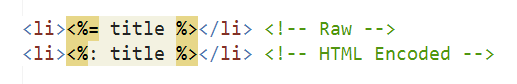 <li><%= title %></li> <!-- Raw -->
<li><%: title %></li> <!-- HTML Encoded -->